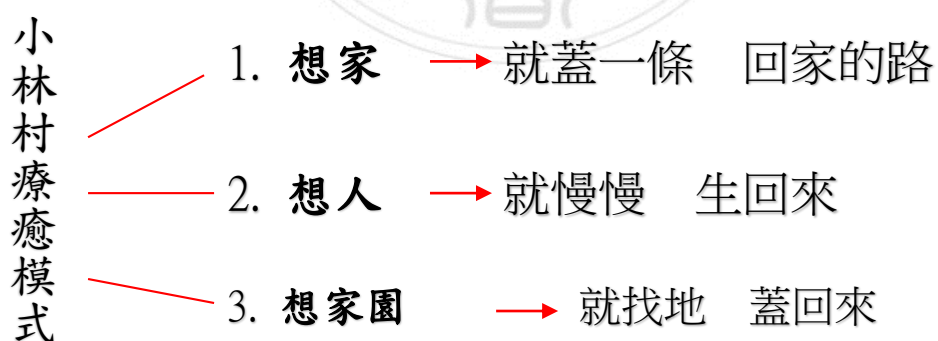 小林村療癒模式
1. 想家 就蓋一條 回家的路
2. 想人 就慢慢 生回來
3. 想家園 就找地 蓋回來